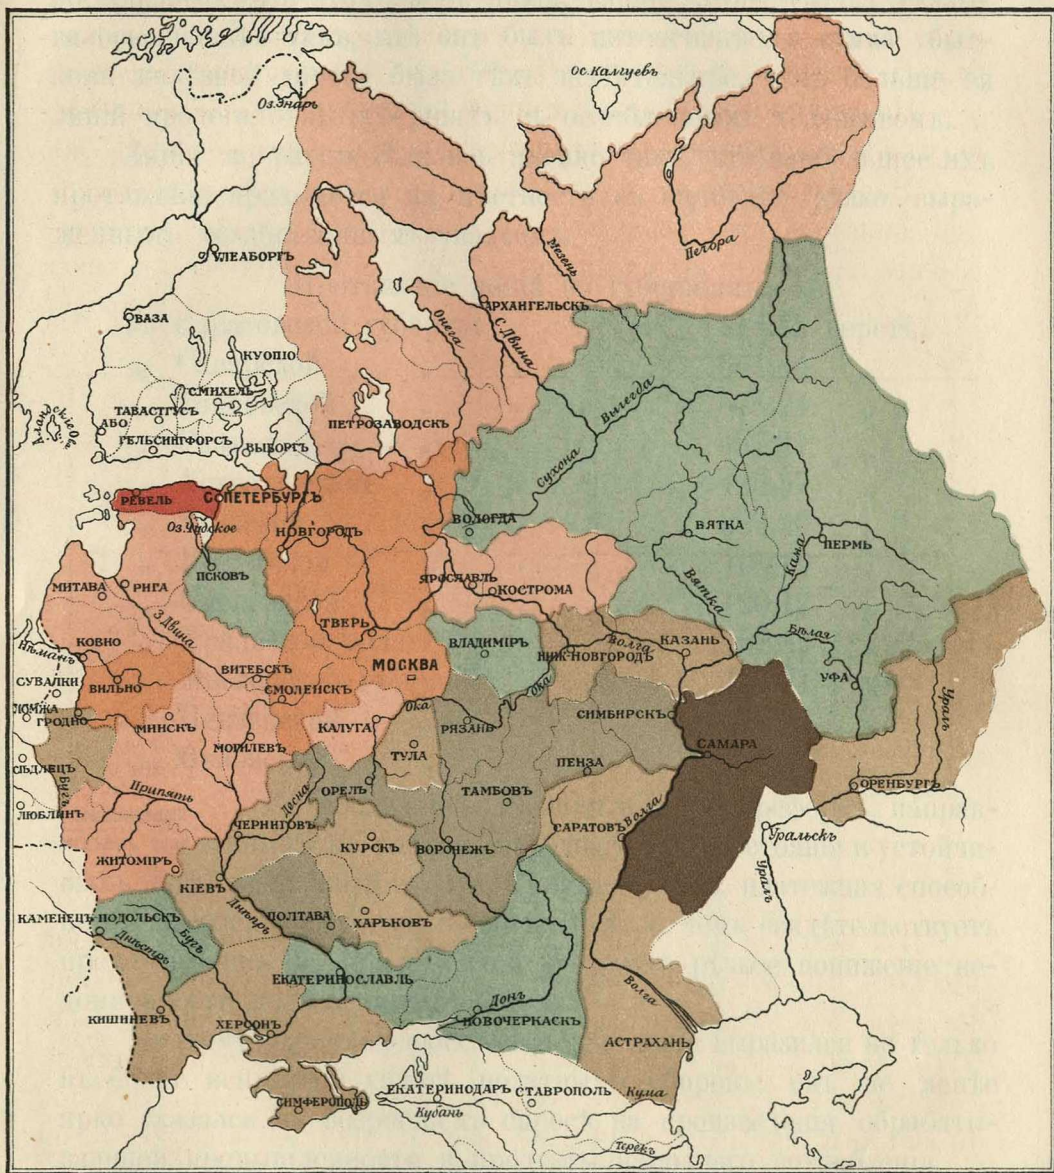 Ос. Калгуевъ
Оз. Энаръ
Печора
Мезень
УЛЕАБОРГЪ
АРХАНГЕЛЬСКЪ
С. Двина
Онега
ВАЗА
КУОПІО
С.МИХЕЛЬ
Вычегда
ТАВАСТГУСЪ
АБО
ПЕТРОЗАВОДСКЪ
ГЕЛЬСИНГФОРСЪ
ВЫБОРГЪ
Сухона
РЕВЕЛЬ
С.ПЕТЕРБУРГЪ
Оз. Чудское
НОВГОРОДЪ
ВОЛОГДА
ВЯТКА
ПЕРМЬ
Кама
ПСКОВЪ
ЯРОСЛАВЛЬ
КОСТРОМА
Вятка
МИТАВА
РИГА
З. Двина
ТВЕРЬ
КОВНО
ВЛАДИМІРЪ
НИЖ-НОВГОРОДЪ
Волга
КАЗАНЬ
Бѣлая
Нѣманъ
ВИТЕБСКЪ
МОСКВА
СУВАЛКИ
ВИЛЬНО
СМОЛЕНСКЪ
Ока
УФА
Уралъ
ЛОМЖА
ГРОДНО
МИНСКЪ
МОГИЛЕВЪ
КАЛУГА
Ока
РЯЗАНЬ
СИМБИРСКЪ
ТУЛА
САМАРА
СѢДЛЕЦЪ
Бугъ
Припять
Десна
ОРЕЛЪ
ПЕНЗА
ТАМБОВЪ
ОРЕНБУРГЪ
ЛЮБЛИНЪ
ЧЕРНИГОВЪ
КУРСКЪ
ВОРОНЕЖЪ
САРАТОВЪ
Волга
Уральскъ
ЖИТОМІРЪ
КІЕВЪ
Уралъ
КАМЕНЕЦЪ ПОДОЛЬСКЪ
Днѣпръ
ПОЛТАВА
ХАРЬКОВЪ
Днѣстръ
Бугъ
ЕКАТЕРИНОСЛАВЛЬ
Волга
Донъ
КИШИНЕВЪ
ХЕРСОНЪ
НОВОЧЕРКАСКЪ
АСТРАХАНЬ
СИМФЕРОПОЛЬ
ЕКАТЕРИНОДАРЪ
СТАВРОПОЛЬ
Кума
Кубань
Терекъ